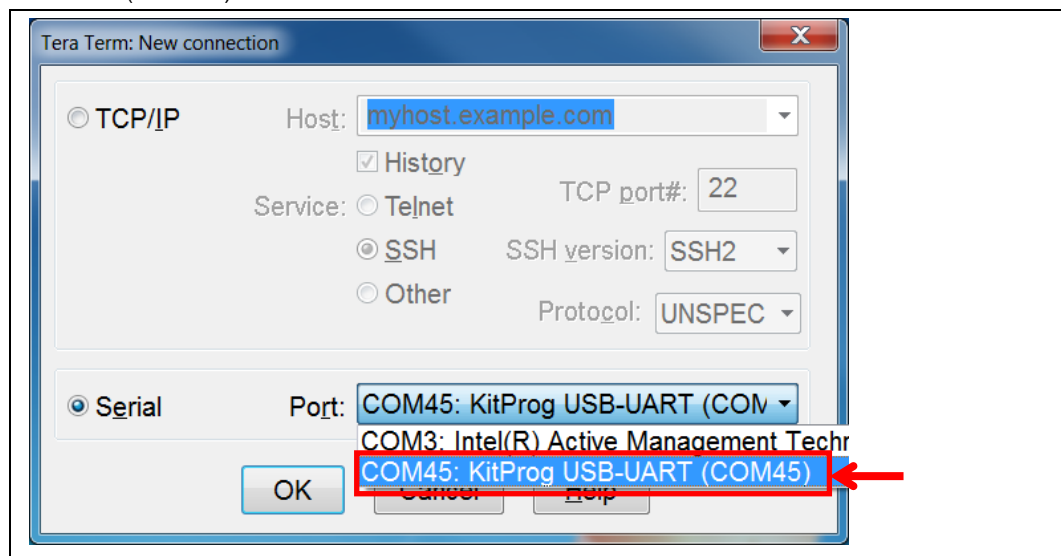 Tera Term: New connection
TCP/IP Host: myhost.example.com
History
Service: Telnet TCP port#: 22
SSH SSH version: SSH2
Other Protocol: UNSPEC
Serial Port: COM45: KitProg USB-UART (COM
COM3: Intel(R) Active Management Techr
COM45: KitProg USB-UART (COM45)
OK Cancel Help